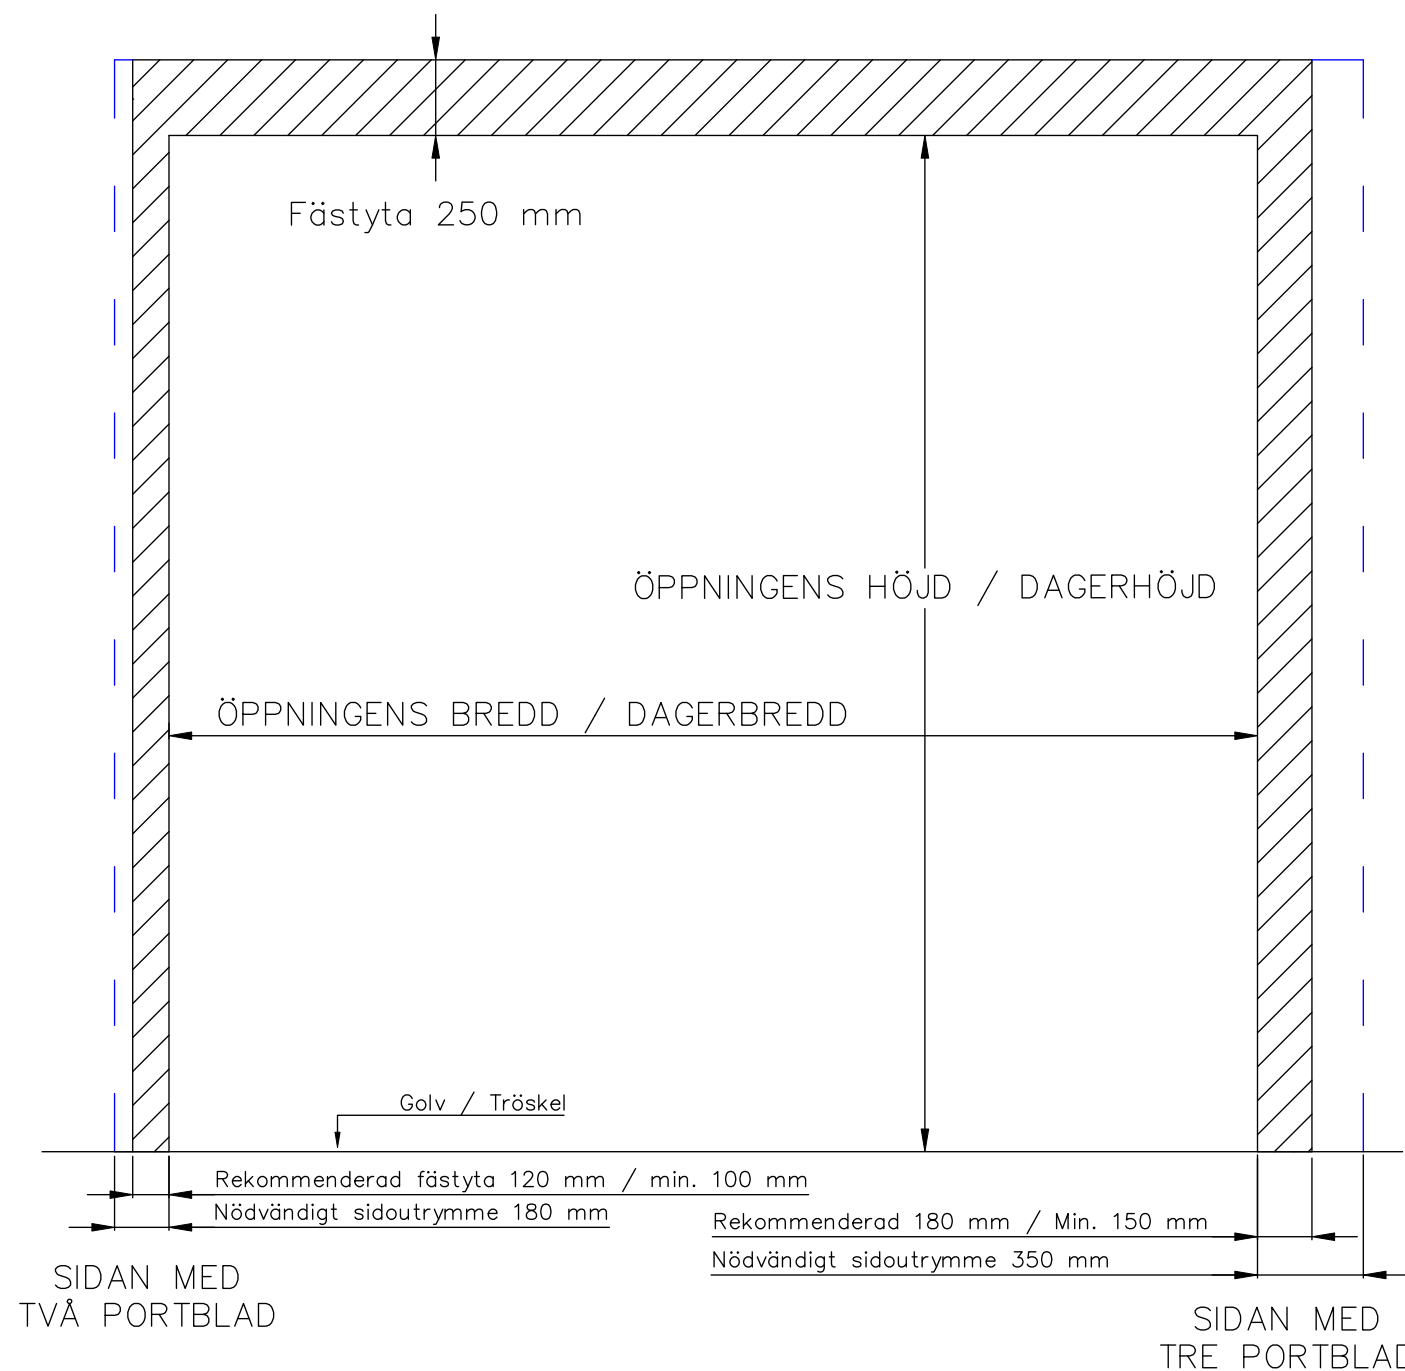 Fästyta 250 mm
ÖPPNINGENS HÖJD / DAGERHÖJD
ÖPPNINGENS BREDD / DAGERBREDD
Golv / Tröskel
Rekommenderad fästyta 120 mm / min. 100 mm
Nödvändigt sidoutrymme 180 mm
Rekommenderad 180 mm / Min. 150 mm
Nödvändigt sidoutrymme 350 mm
SIDAN MED
TVÅ PORTBLAD
SIDAN MED
TRE PORTBLAD